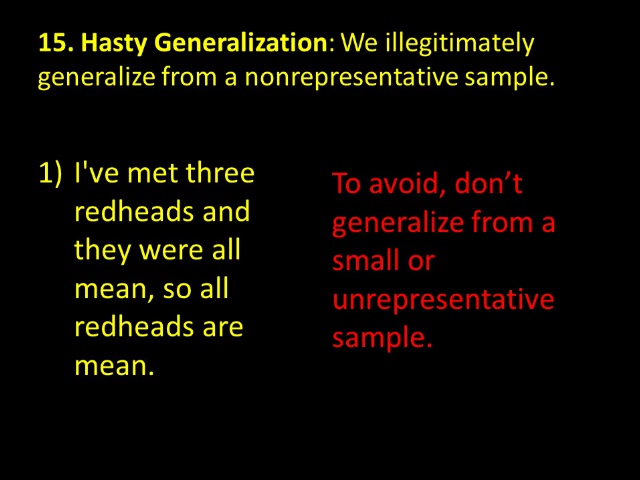 15. Hasty Generalization: We illegitimately
generalize from a nonrepresentative sample.
1) I've met three
redheads and
they were all
mean, so all
redheads are
mean.
To avoid, don’t
generalize from a
small or
unrepresentative
sample.